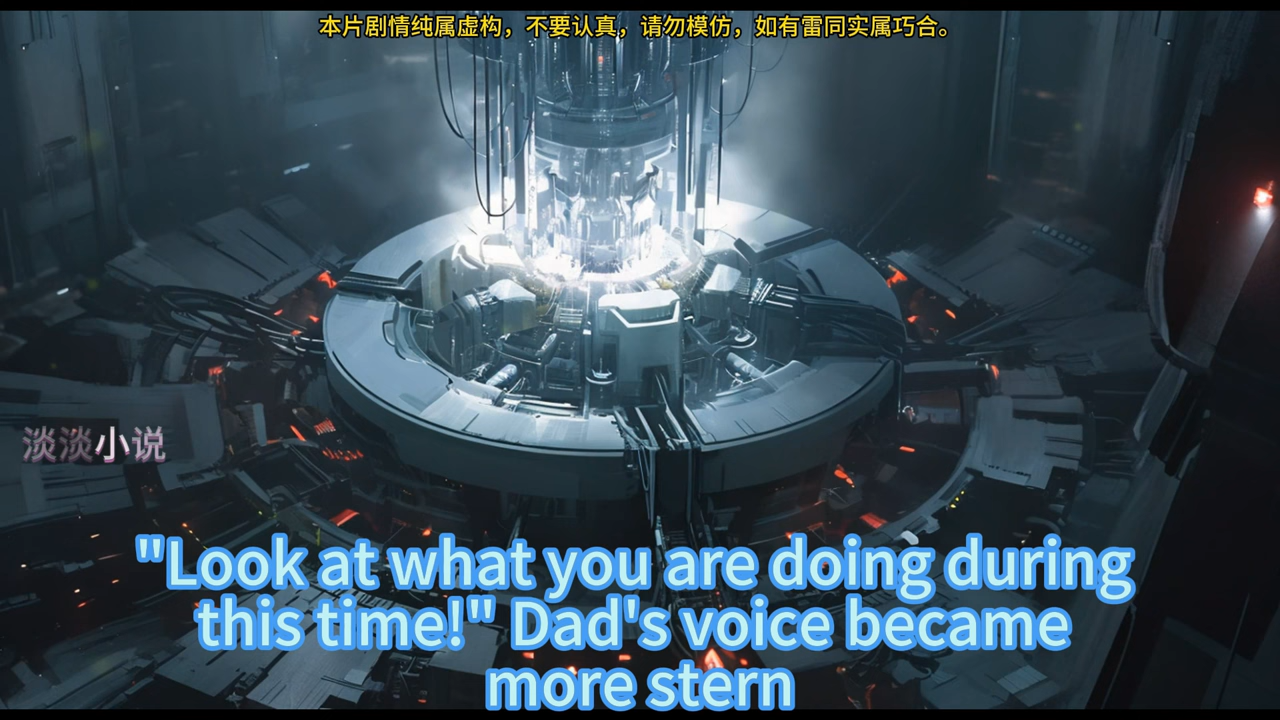 本片剧情纯属虚构，不要认真，请勿模仿，如有雷同实属巧合。
淡淡小说
"Look at what you are doing during
this time!" Dad's voice became
more stern